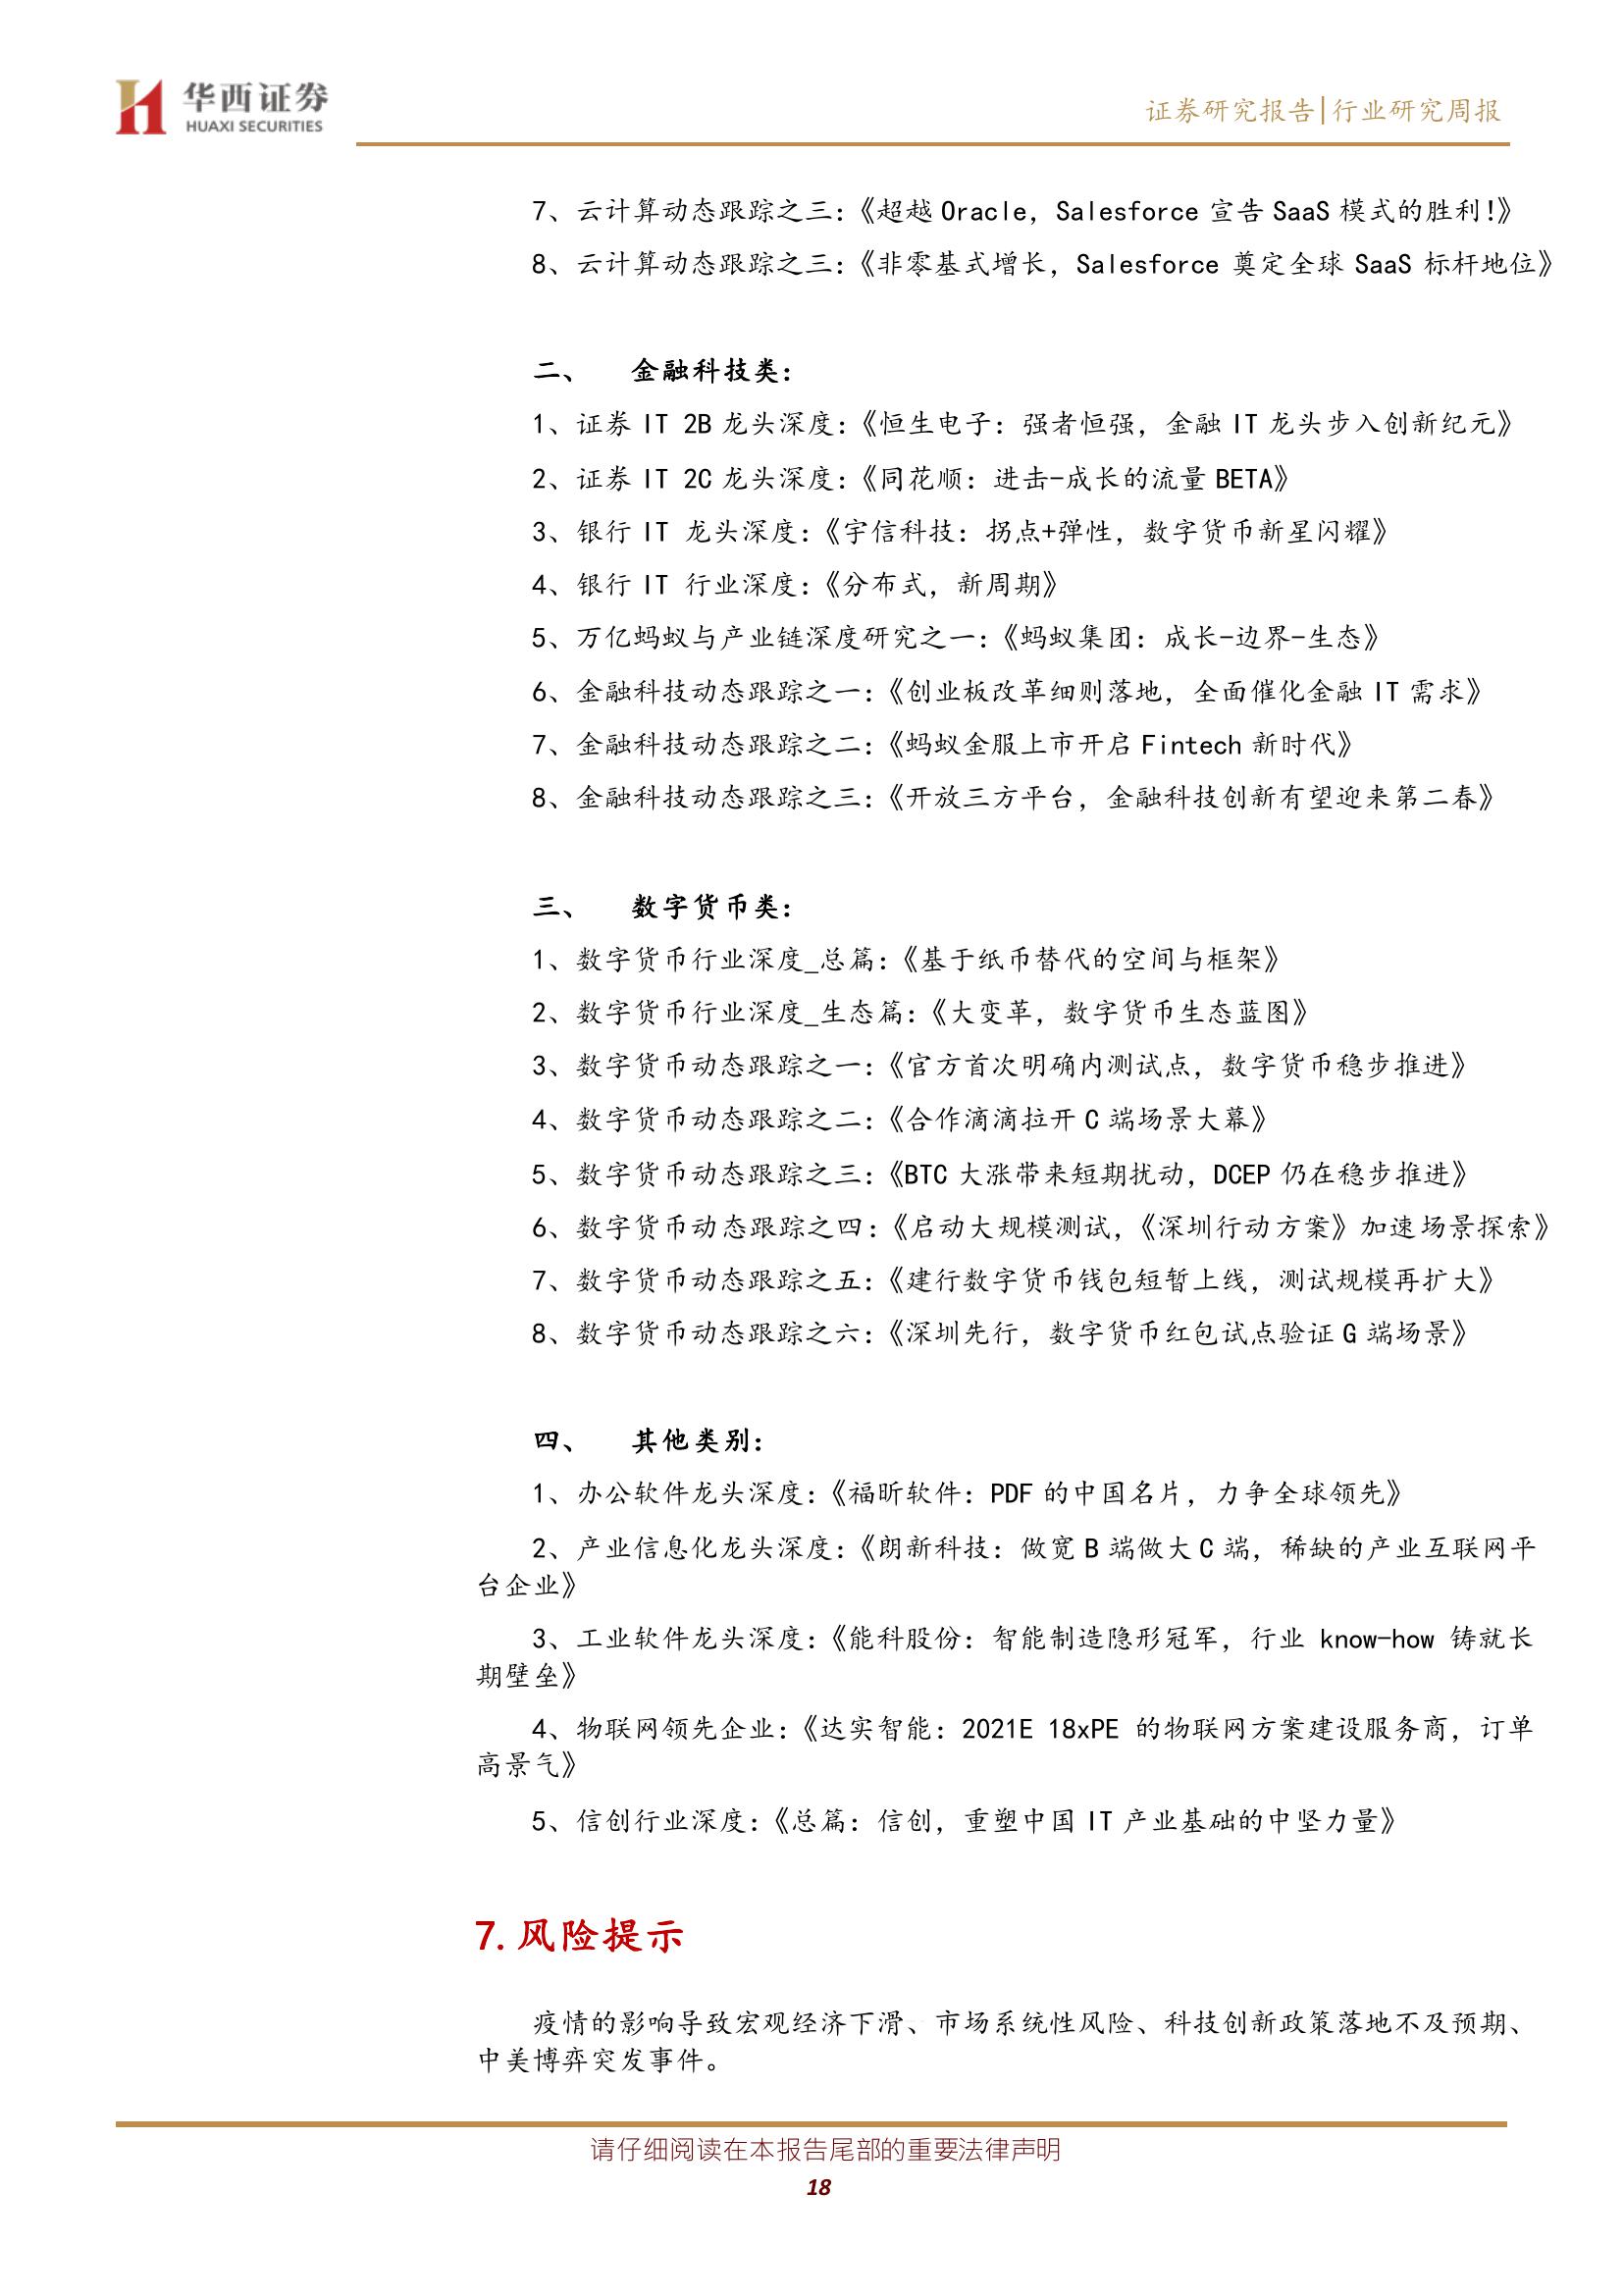 华西证券
HUAXI SECURITIES
证券研究报告|行业研究周报
7、云计算动态跟踪之三：《超越 Oracle，Salesforce 宣告 SaaS 模式的胜利!》
8、云计算动态跟踪之三：《非零基式增长，Salesforce 奠定全球 SaaS 标杆地位》
二、 金融科技类：
1、证券 IT 2B 龙头深度：《恒生电子：强者恒强，金融 IT 龙头步入创新纪元》
2、证券 IT 2C 龙头深度：《同花顺：进击-成长的流量 BETA》
3、银行 IT 龙头深度：《宇信科技：拐点+弹性，数字货币新星闪耀》
4、银行 IT 行业深度：《分布式，新周期》
5、万亿蚂蚁与产业链深度研究之一：《蚂蚁集团：成长-边界-生态》
6、金融科技动态跟踪之一：《创业板改革细则落地，全面催化金融 IT 需求》
7、金融科技动态跟踪之二：《蚂蚁金服上市开启 Fintech 新时代》
8、金融科技动态跟踪之三：《开放三方平台，金融科技创新有望迎来第二春》
三、 数字货币类：
1、数字货币行业深度_总篇：《基于纸币替代的空间与框架》
2、数字货币行业深度_生态篇：《大变革，数字货币生态蓝图》
3、数字货币动态跟踪之一：《官方首次明确内测试点，数字货币稳步推进》
4、数字货币动态跟踪之二：《合作滴滴拉开 C 端场景大幕》
5、数字货币动态跟踪之三：《BTC 大涨带来短期扰动，DCEP 仍在稳步推进》
6、数字货币动态跟踪之四：《启动大规模测试，《深圳行动方案》加速场景探索》
7、数字货币动态跟踪之五：《建行数字货币钱包短暂上线，测试规模再扩大》
8、数字货币动态跟踪之六：《深圳先行，数字货币红包试点验证 G 端场景》
四、 其他类别：
1、办公软件龙头深度：《福昕软件：PDF 的中国名片，力争全球领先》
2、产业信息化龙头深度：《朗新科技：做宽 B 端做大 C 端，稀缺的产业互联网平
台企业》
3、工业软件龙头深度：《能科股份：智能制造隐形冠军，行业 know-how 铸就长
期壁垒》
4、物联网领先企业：《达实智能：2021E 18xPE 的物联网方案建设服务商，订单
高景气》
5、信创行业深度：《总篇：信创，重塑中国 IT 产业基础的中坚力量》
7.风险提示
疫情的影响导致宏观经济下滑、市场系统性风险、科技创新政策落地不及预期、
中美博弈突发事件。
请仔细阅读在本报告尾部的重要法律声明
18